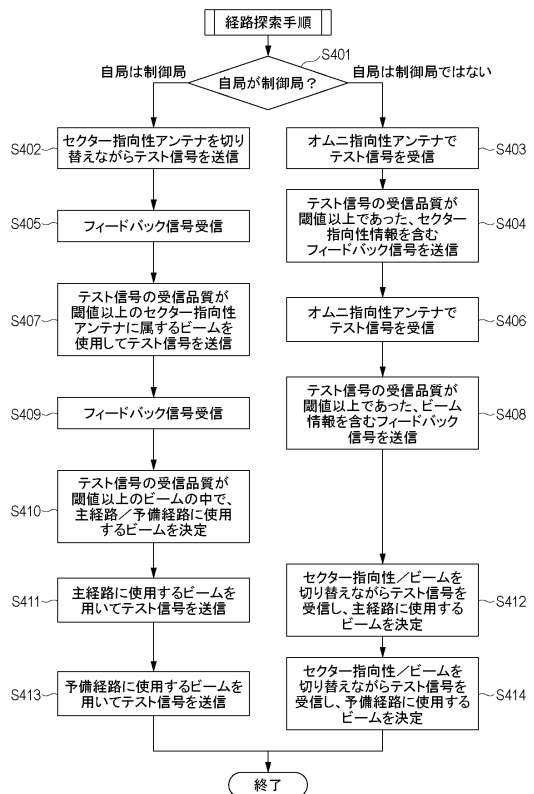 経路探索手順
S401
自局は制御局
自局が制御局？
自局は制御局ではない
S402
セクター指向性アンテナを切り
替えながらテスト信号を送信
オムニ指向性アンテナで
テスト信号を受信
S403
テスト信号の受信品質が
閾値以上であった、セクター
指向性情報を含む
フィードバック信号を送信
S404
S405
フィードバック信号受信
S407
テスト信号の受信品質が
閾値以上のセクター指向性
アンテナに属するビームを
使用してテスト信号を送信
オムニ指向性アンテナで
テスト信号を受信
S406
S409
フィードバック信号受信
テスト信号の受信品質が
閾値以上であった、ビーム
情報を含むフィードバック
信号を送信
S408
S410
テスト信号の受信品質が
閾値以上のビームの中で、
主経路／予備経路に使用
するビームを決定
S411
主経路に使用するビームを
用いてテスト信号を送信
セクター指向性／ビームを
切り替えながらテスト信号を
受信し、主経路に使用する
ビームを決定
S412
S413
予備経路に使用するビームを
用いてテスト信号を送信
セクター指向性／ビームを
切り替えながらテスト信号を
受信し、予備経路に使用する
ビームを決定
S414
終了